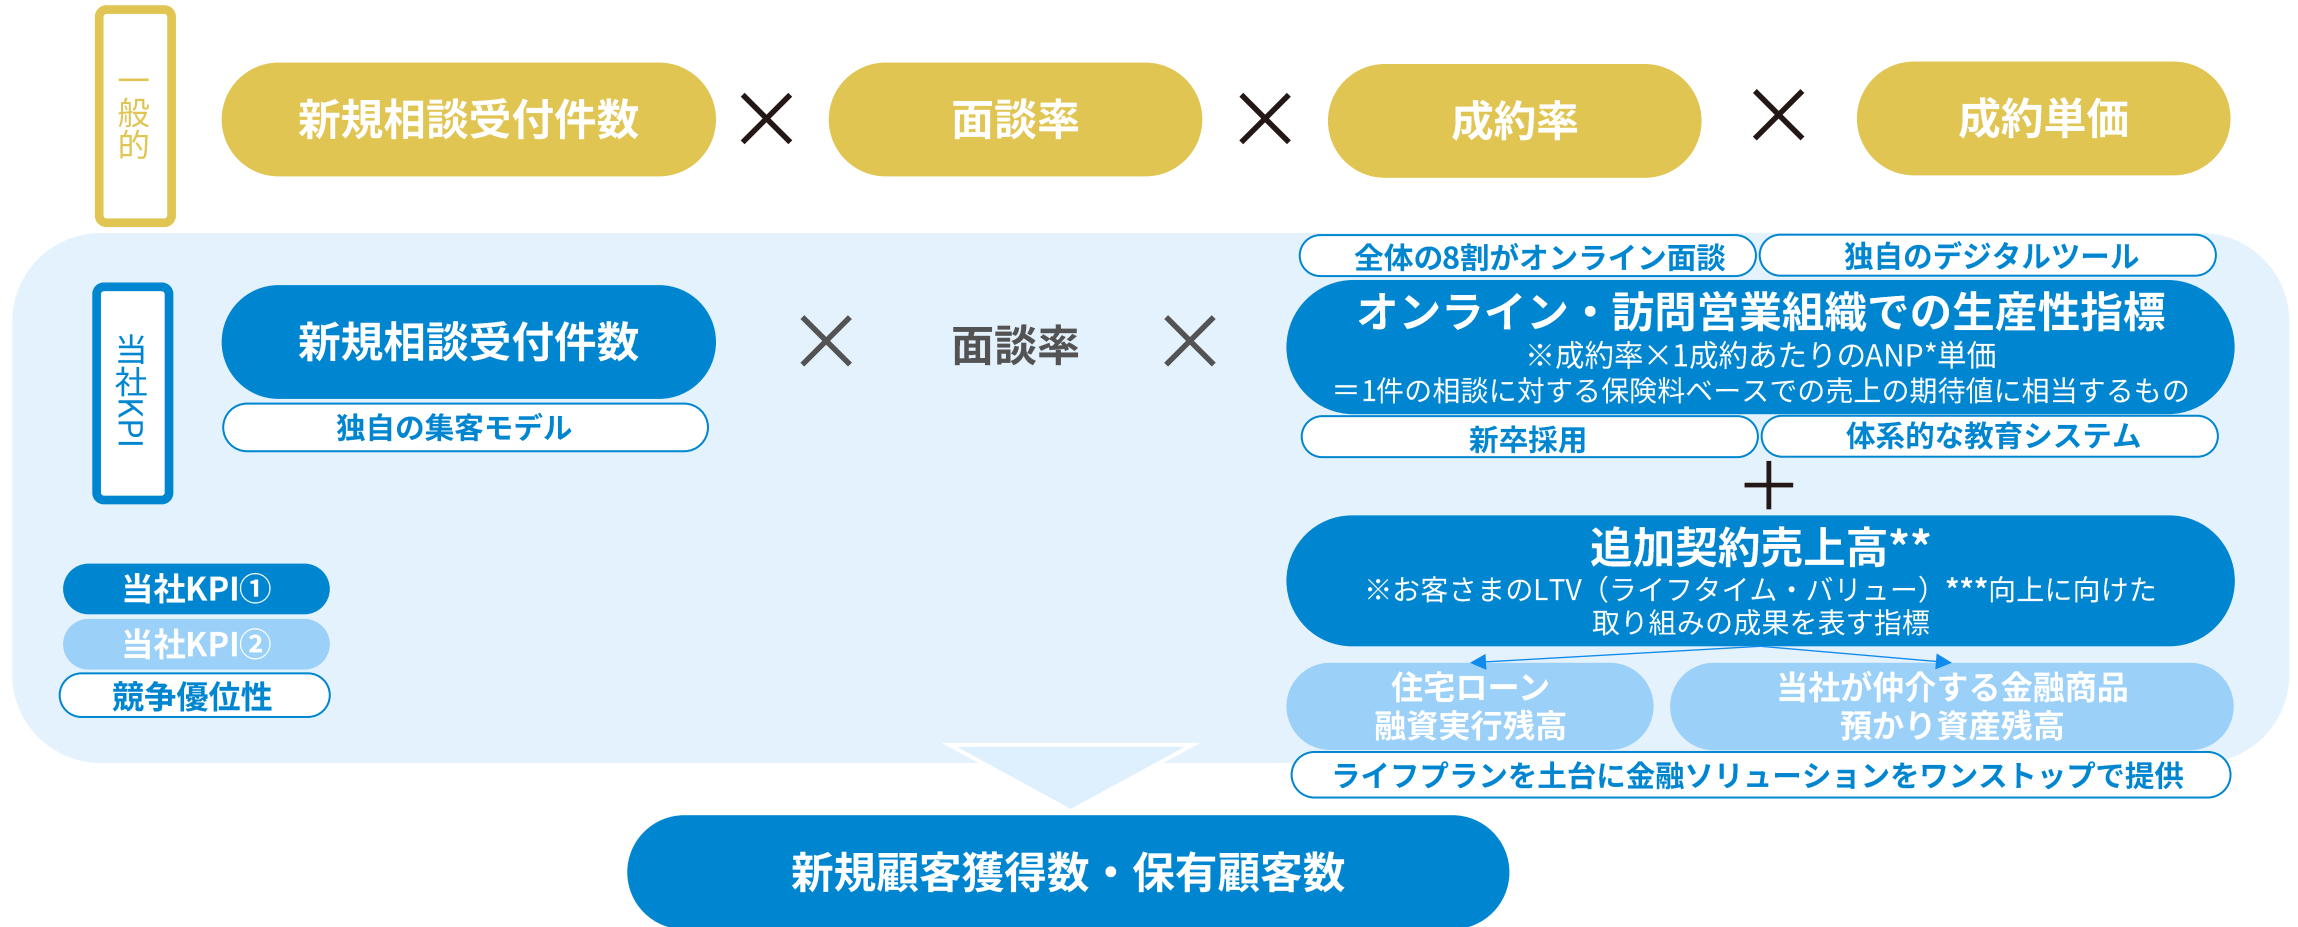 一般的
新規相談受付件数 × 面談率 × 成約率 × 成約単価
当社KPI
全体の8割がオンライン面談
独自のデジタルツール
新規相談受付件数 × 面談率 ×
オンライン・訪問営業組織での生産性指標
※成約率×1成約あたりのANP*単価
＝1件の相談に対する保険料ベースでの売上の期待値に相当するもの
独自の集客モデル
新卒採用
体系的な教育システム
＋
追加契約売上高**
※お客さまのLTV（ライフタイム・バリュー）***向上に向けた
取り組みの成果を表す指標
当社KPI①
当社KPI②
競争優位性
住宅ローン
融資実行残高
当社が仲介する金融商品
預かり資産残高
ライフプランを土台に金融ソリューションをワンストップで提供
新規顧客獲得数・保有顧客数